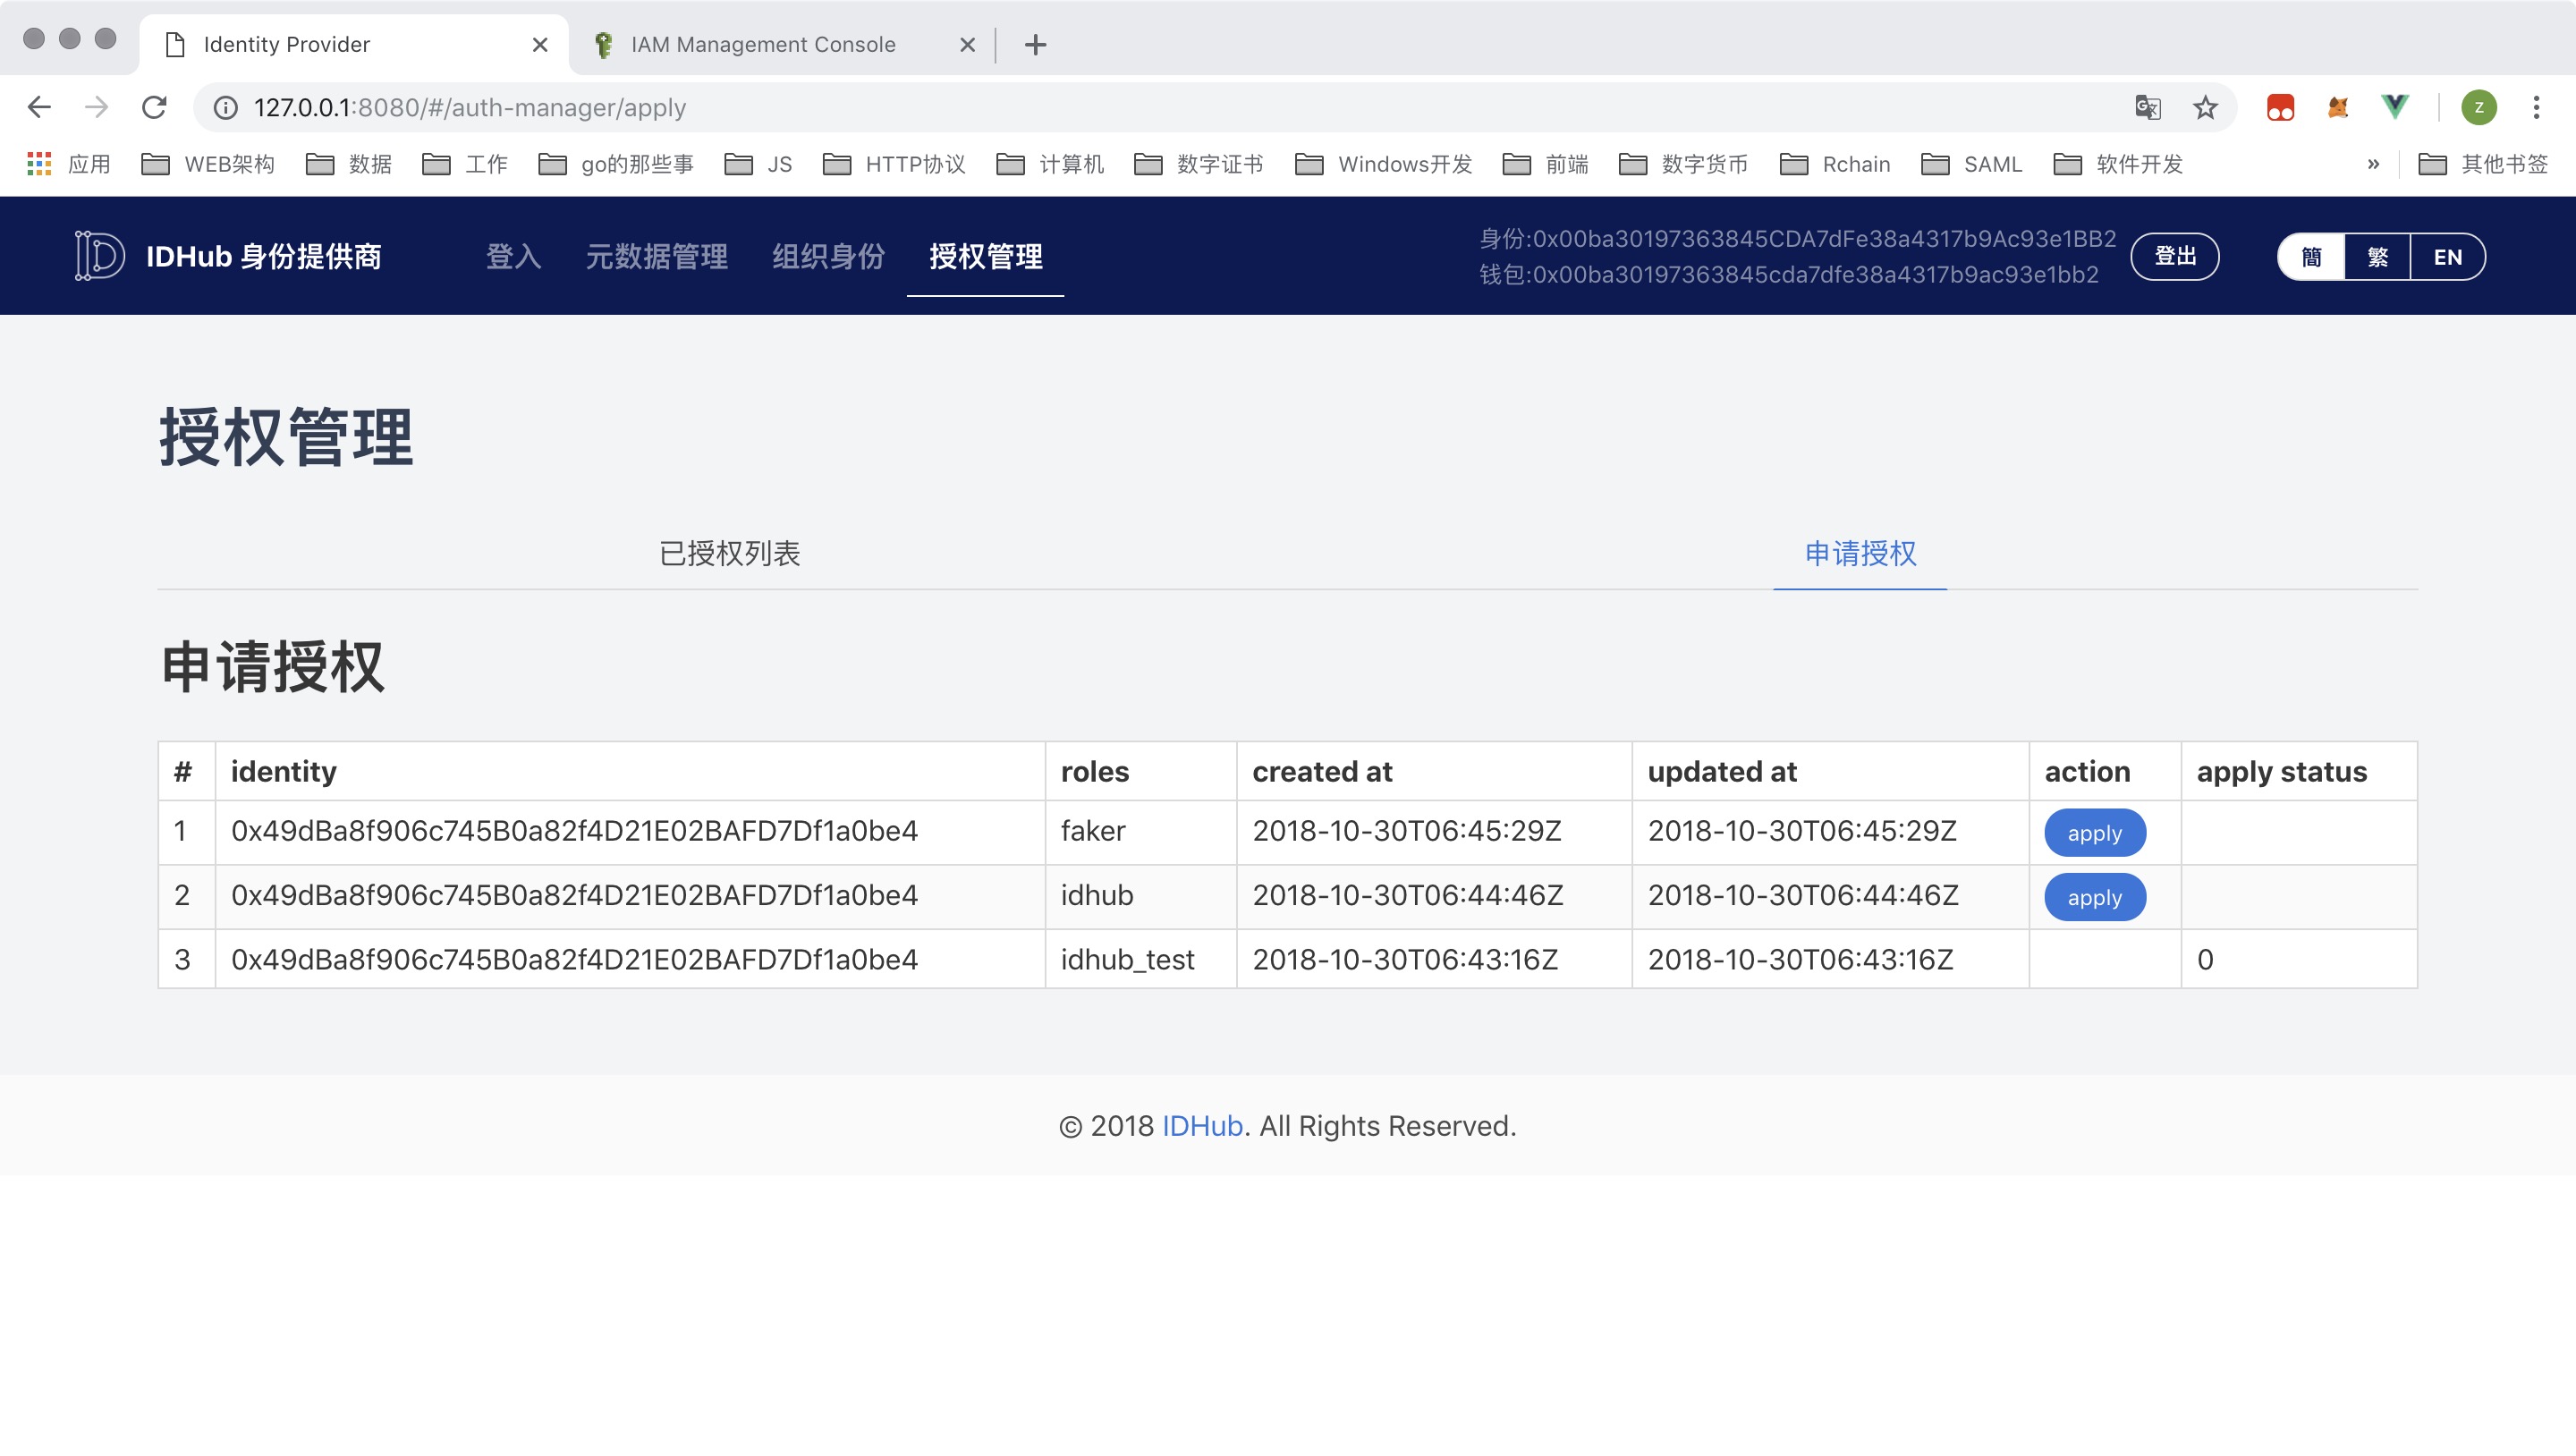 Identity Provider
IAM Management Console
127.0.0.1:8080/#/auth-manager/apply
Z
应用 WEB架构 数据 工作 go的那些事 JS HTTP协议 计算机 数字证书 Windows开发 前端 数字货币 Rchain SAML 软件开发 » 其他书签
IDHub 身份提供商 登入 元数据管理 组织身份 授权管理
身份:0x00ba30197363845CDA7dFe38a4317b9Ac93e1BB2
钱包:0x00ba30197363845cda7dfe38a4317b9ac93e1bb2
登出 簡 繁 EN
授权管理
已授权列表 申请授权
申请授权
# identity roles created at updated at action apply status
1 0x49dBa8f906c745B0a82f4D21E02BAFD7Df1a0be4 faker 2018-10-30T06:45:29Z 2018-10-30T06:45:29Z apply
2 0x49dBa8f906c745B0a82f4D21E02BAFD7Df1a0be4 idhub 2018-10-30T06:44:46Z 2018-10-30T06:44:46Z apply
3 0x49dBa8f906c745B0a82f4D21E02BAFD7Df1a0be4 idhub_test 2018-10-30T06:43:16Z 2018-10-30T06:43:16Z 0
© 2018 IDHub. All Rights Reserved.